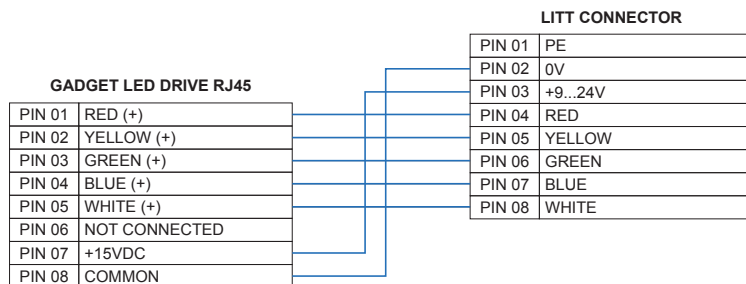 LITT CONNECTOR
PIN 01 PE
PIN 02 0V
PIN 03 +9...24V
PIN 04 RED
PIN 05 YELLOW
PIN 06 GREEN
PIN 07 BLUE
PIN 08 WHITE
GADGET LED DRIVE RJ45
PIN 01 RED (+)
PIN 02 YELLOW (+)
PIN 03 GREEN (+)
PIN 04 BLUE (+)
PIN 05 WHITE (+)
PIN 06 NOT CONNECTED
PIN 07 +15VDC
PIN 08 COMMON